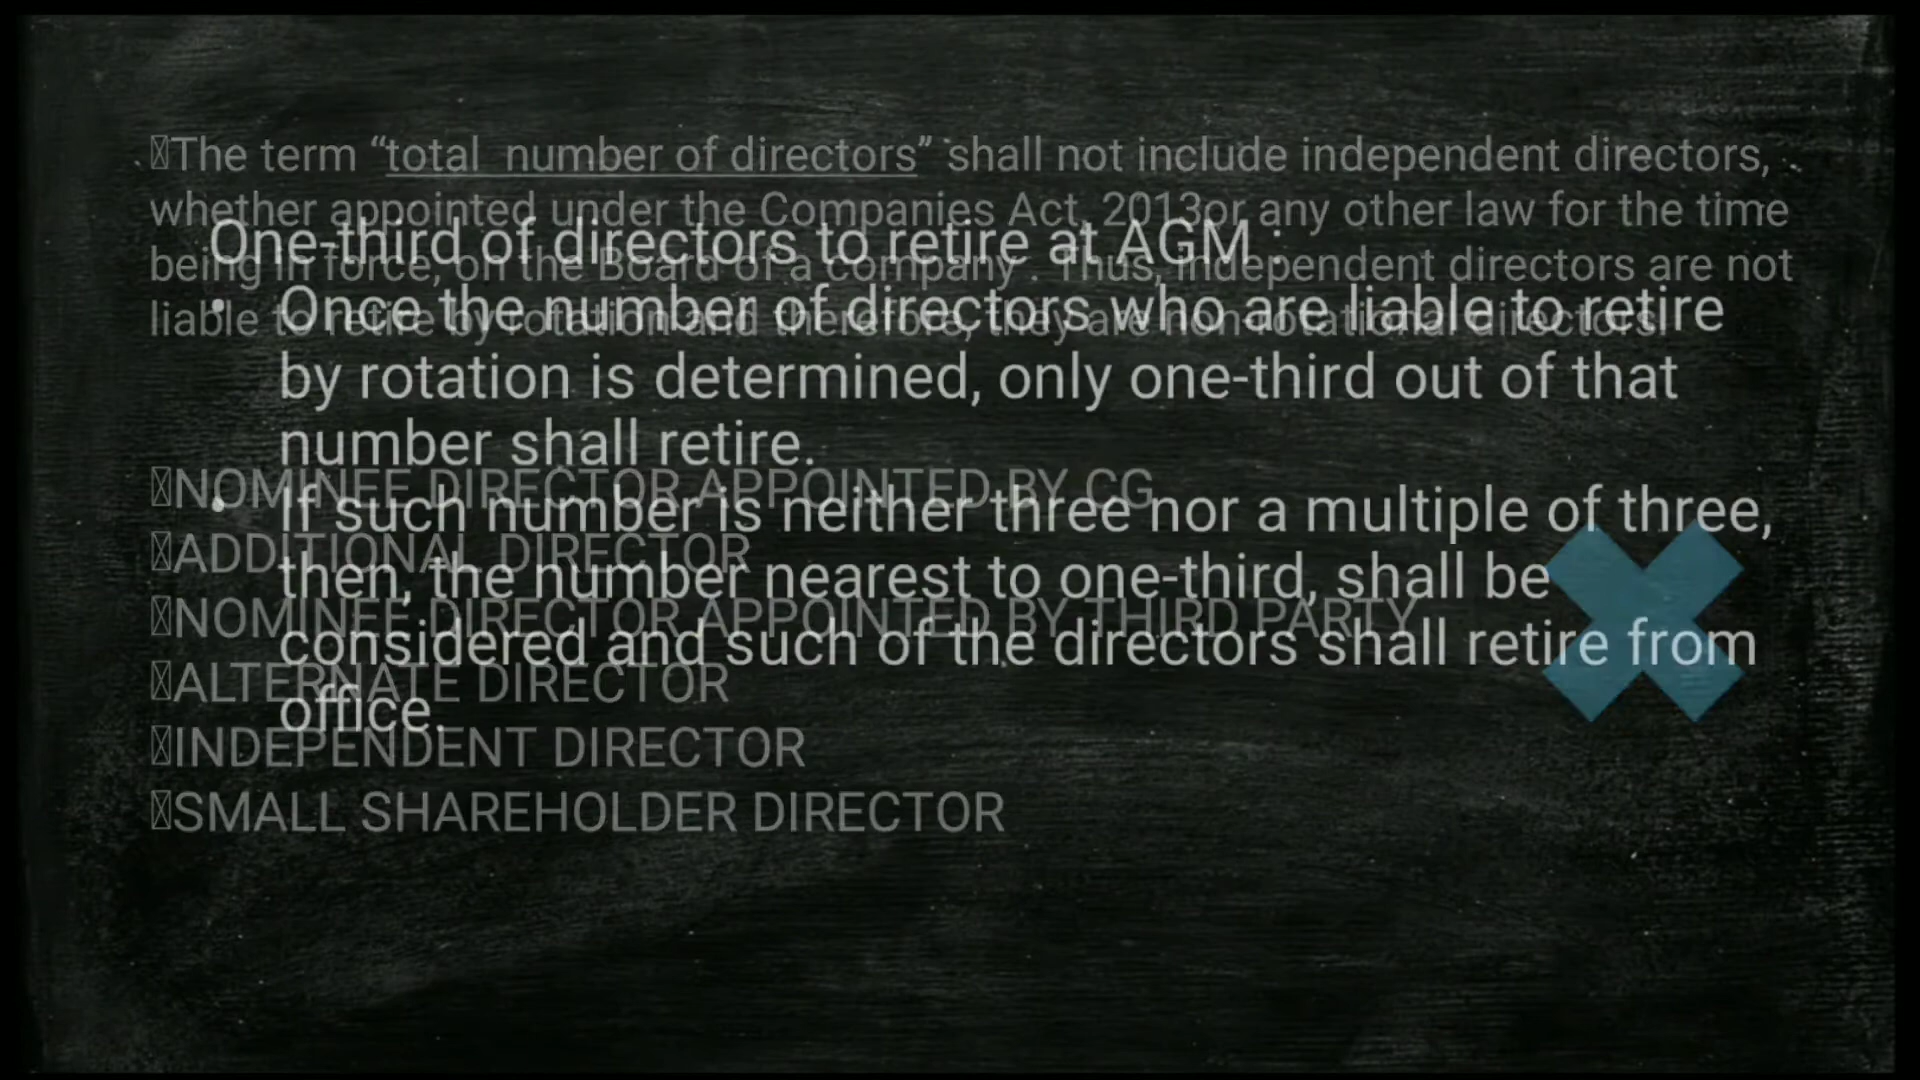 The term “total number of directors” shall not include independent directors,
whether appointed under the Companies Act, 2013or any other law for the time
being in force, on the Board of a company . Thus, independent directors are not
liable to retire by rotation and therefore, they are non-rotational directors.
One-third of directors to retire at AGM :
• Once the number of directors who are liable to retire
by rotation is determined, only one-third out of that
number shall retire.
• If such number is neither three nor a multiple of three,
then, the number nearest to one-third, shall be
considered and such of the directors shall retire from
office.
NOMINEE DIRECTOR APPOINTED BY CG
ADDITIONAL DIRECTOR
NOMINEE DIRECTOR APPOINTED BY THIRD PARTY
ALTERNATE DIRECTOR
INDEPENDENT DIRECTOR
SMALL SHAREHOLDER DIRECTOR